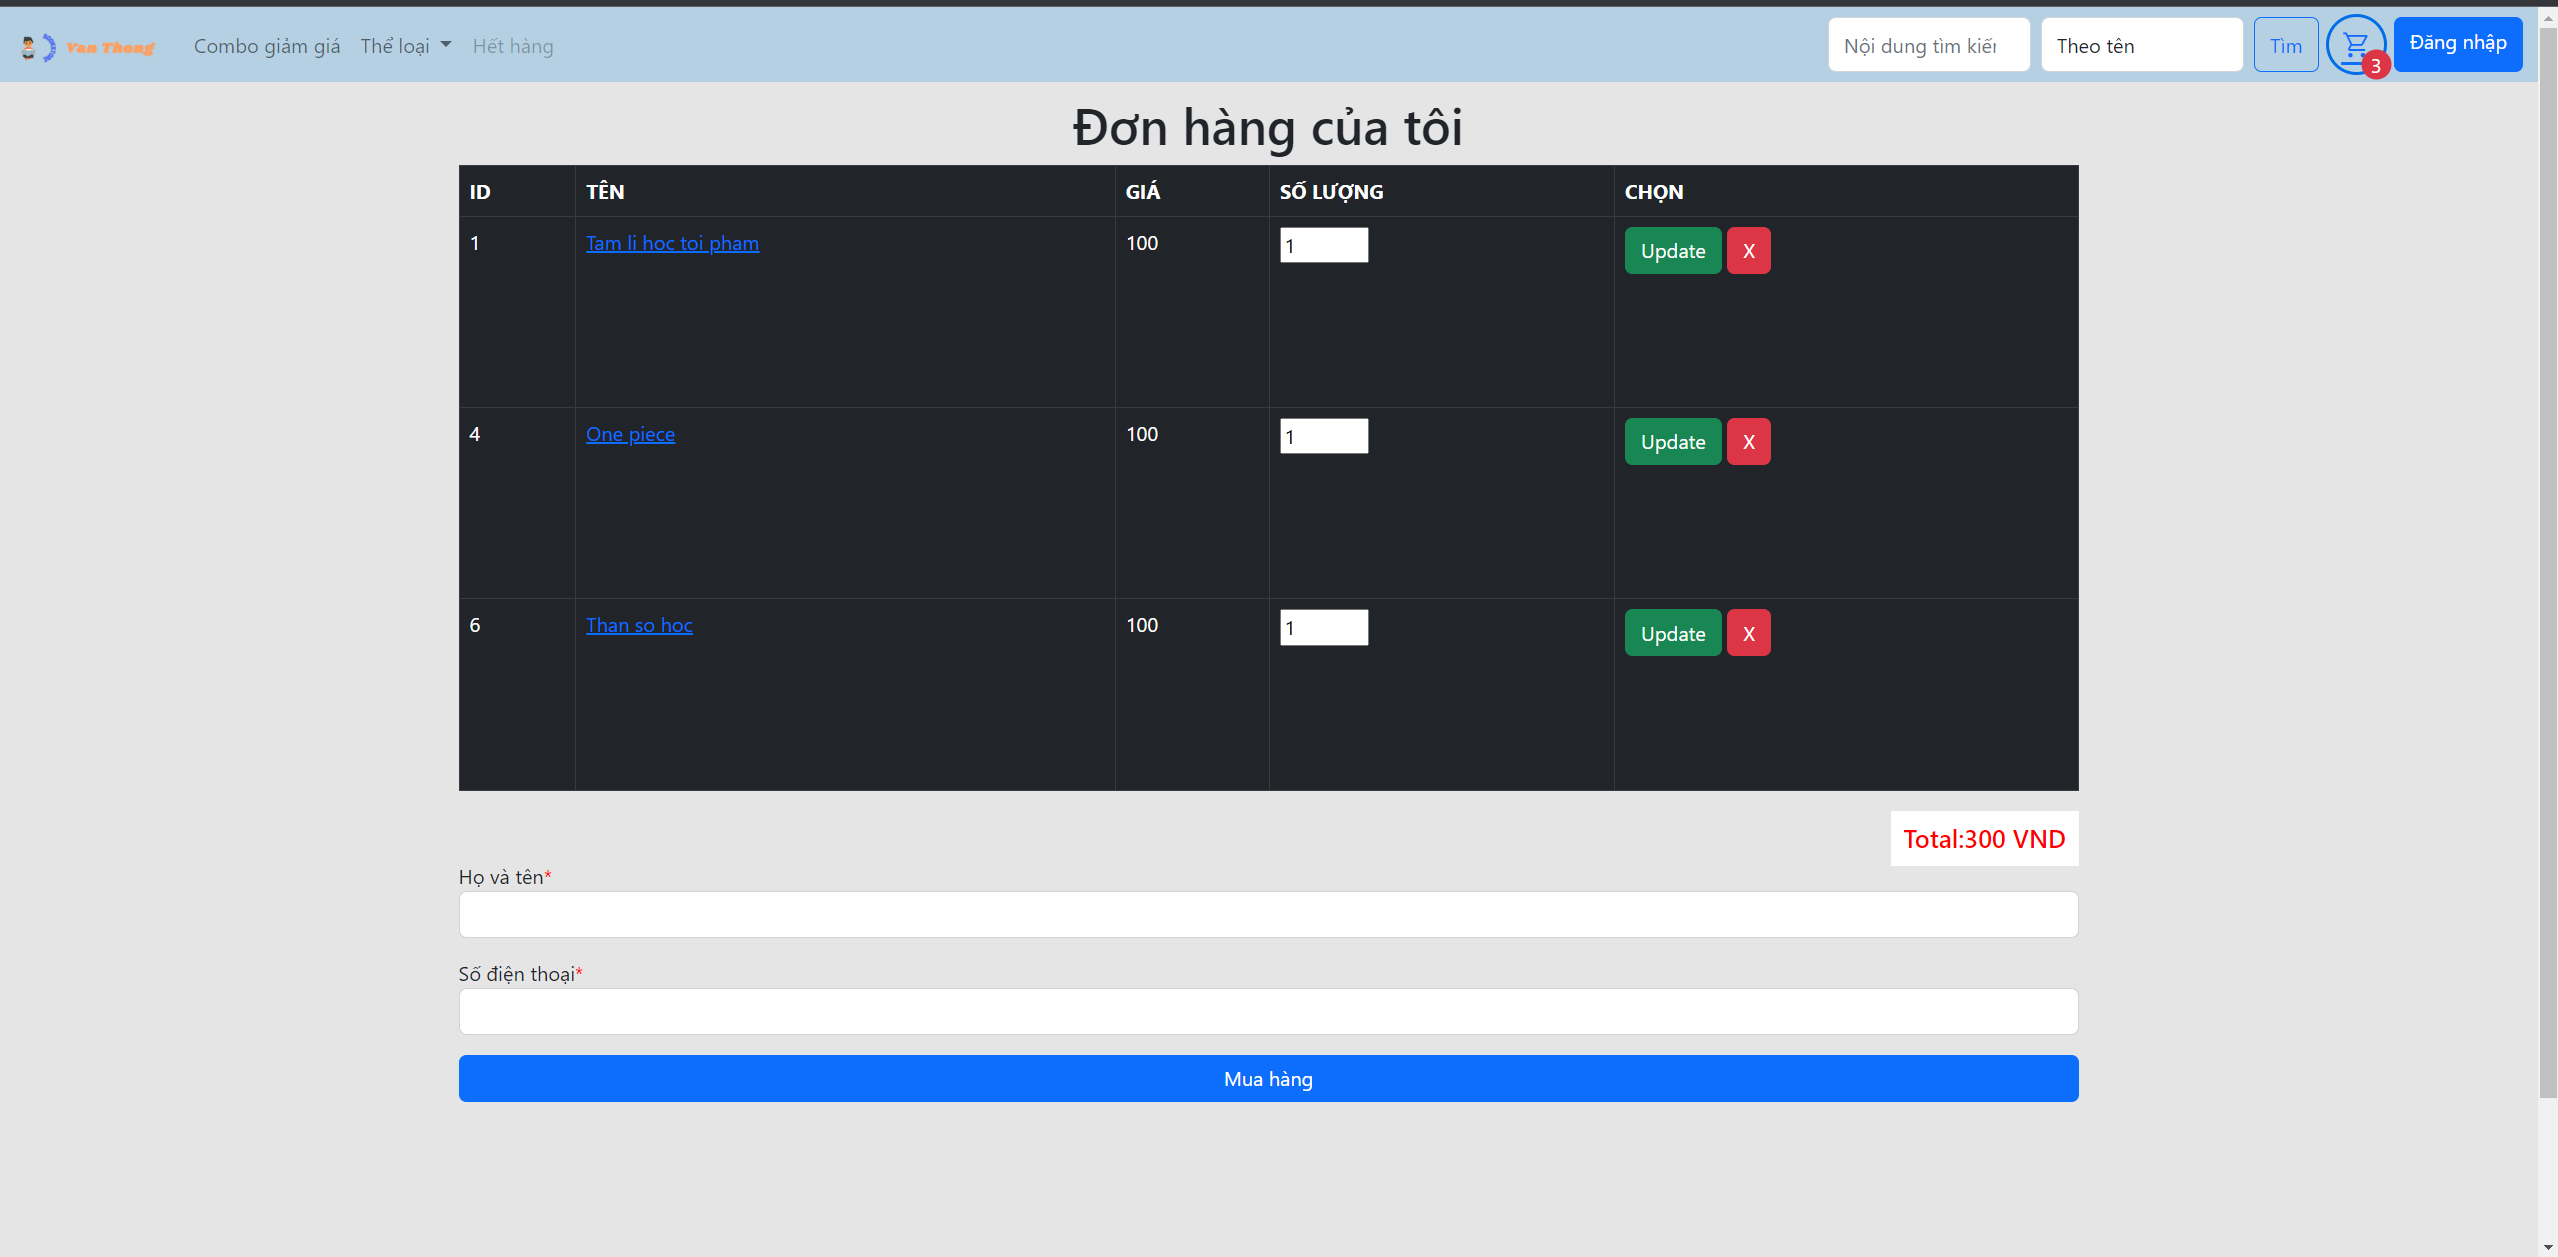 Van Thong Combo giảm giá Thể loại Hết hàng Nội dung tìm kiếm Theo tên Tìm 3 Đăng nhập
Đơn hàng của tôi
ID TÊN GIÁ SỐ LƯỢNG CHỌN
1 Tam li hoc toi pham 100 1 Update X
4 One piece 100 1 Update X
6 Than so hoc 100 1 Update X
Total:300 VND
Họ và tên*
Số điện thoại*
Mua hàng